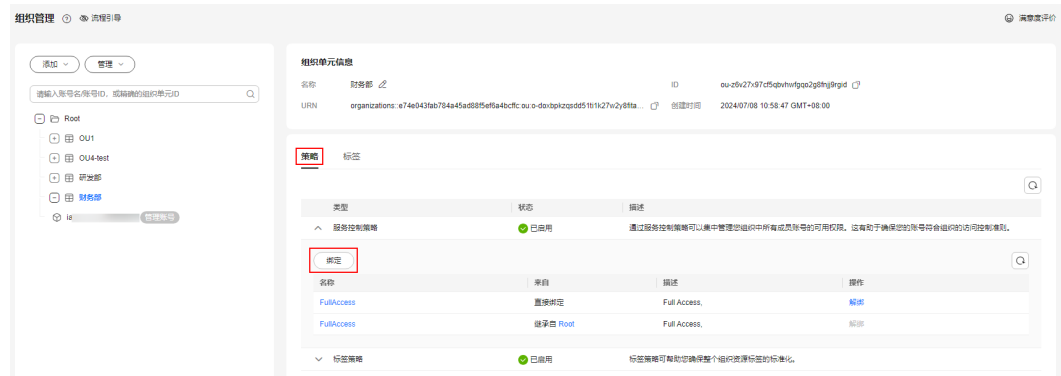 组织管理 流程引导 满意度评价
添加 管理
请输入账号名/账号ID、或精确的组织单元ID
Root
OU1
OU4-test
研发部
财务部
ia 管理账号
组织单元信息
名称 财务部 ID ou-z6v27x97cf5qbvhwfgqo2g8fnjj9rgid
URN organizations::e74e043fab784a45ad88f5ef6a4bcffc:ou:o-doxbpkzqsdd51ti1k27w2y8fita... 创建时间 2024/07/08 10:58:47 GMT+08:00
策略 标签
类型 状态 描述
服务控制策略 已启用 通过服务控制策略可以集中管理您组织中所有成员账号的可用权限。这有助于确保您的账号符合组织的访问控制准则。
绑定
名称 来自 描述 操作
FullAccess 直接绑定 Full Access, 解绑
FullAccess 继承自 Root Full Access, 解绑
标签策略 已启用 标签策略可帮助您确保整个组织资源标签的标准化。